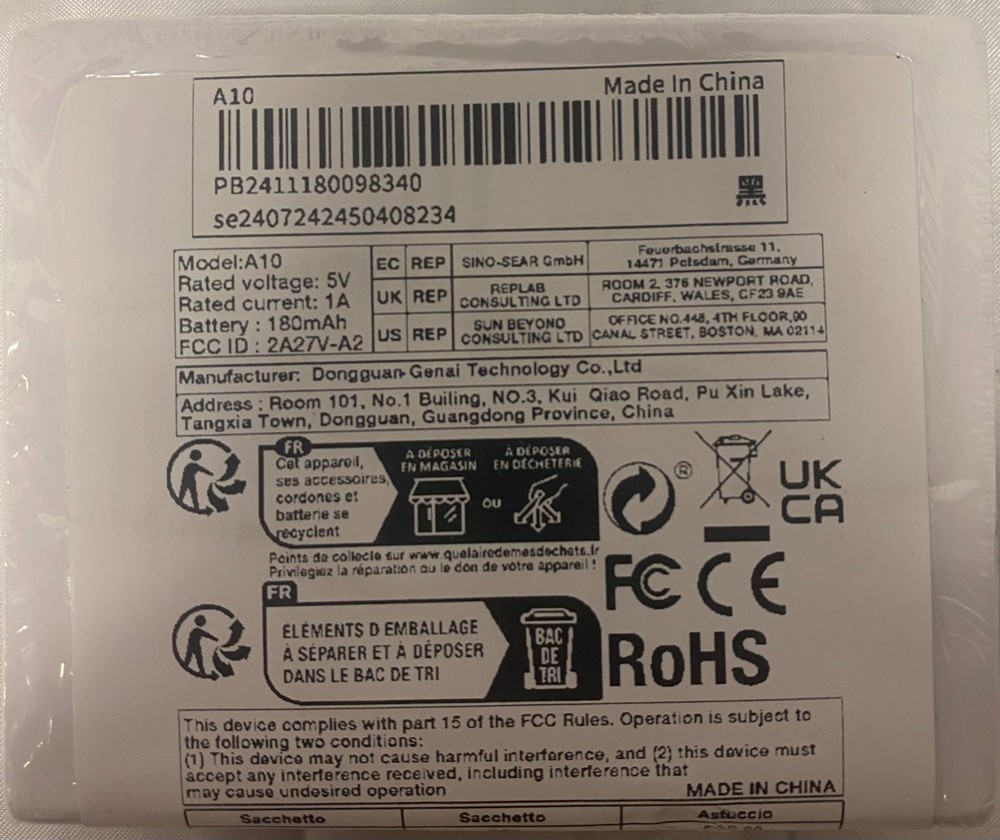 A10
Made In China
PB2411180098340
黑
se2407242450408234
Model:A10
Rated voltage: 5V
Rated current: 1A
Battery : 180mAh
FCC ID : 2A27V-A2
EC REP SINO-SEAR GmbH Feuerbachstrasse 11,
14471 Potsdam, Germany
UK REP REPLAB
CONSULTING LTD
ROOM 2, 376 NEWPORT ROAD,
CARDIFF, WALES, CF23 9AE
US REP SUN BEYOND
CONSULTING LTD
OFFICE NO.448, 4TH FLOOR,90
CANAL STREET, BOSTON, MA 02114
Manufacturer: Dongguan Genai Technology Co.,Ltd
Address : Room 101, No.1 Builing, NO.3, Kui Qiao Road, Pu Xin Lake,
Tangxia Town, Dongguan, Guangdong Province, China
FR
Cet appareil,
ses accessoires,
cordones et
batterie se
recyclent
À DÉPOSER
EN MAGASIN
OU
À DÉPOSER
EN DÉCHÈTERIE
Points de collecte sur www.quelairedemesdechets.fr
Privilegiez la réparation ou le don de votre appareil !
®
UK
CA
FR
ÉLÉMENTS D EMBALLAGE
À SÉPARER ET À DÉPOSER
DANS LE BAC DE TRI
BAC
DE
TRI
FC CE
RoHS
This device complies with part 15 of the FCC Rules. Operation is subject to
the following two conditions:
(1) This device may not cause harmful interference, and (2) this device must
accept any interference received, including interference that
may cause undesired operation
MADE IN CHINA
Sacchetto Sacchetto Astuccio